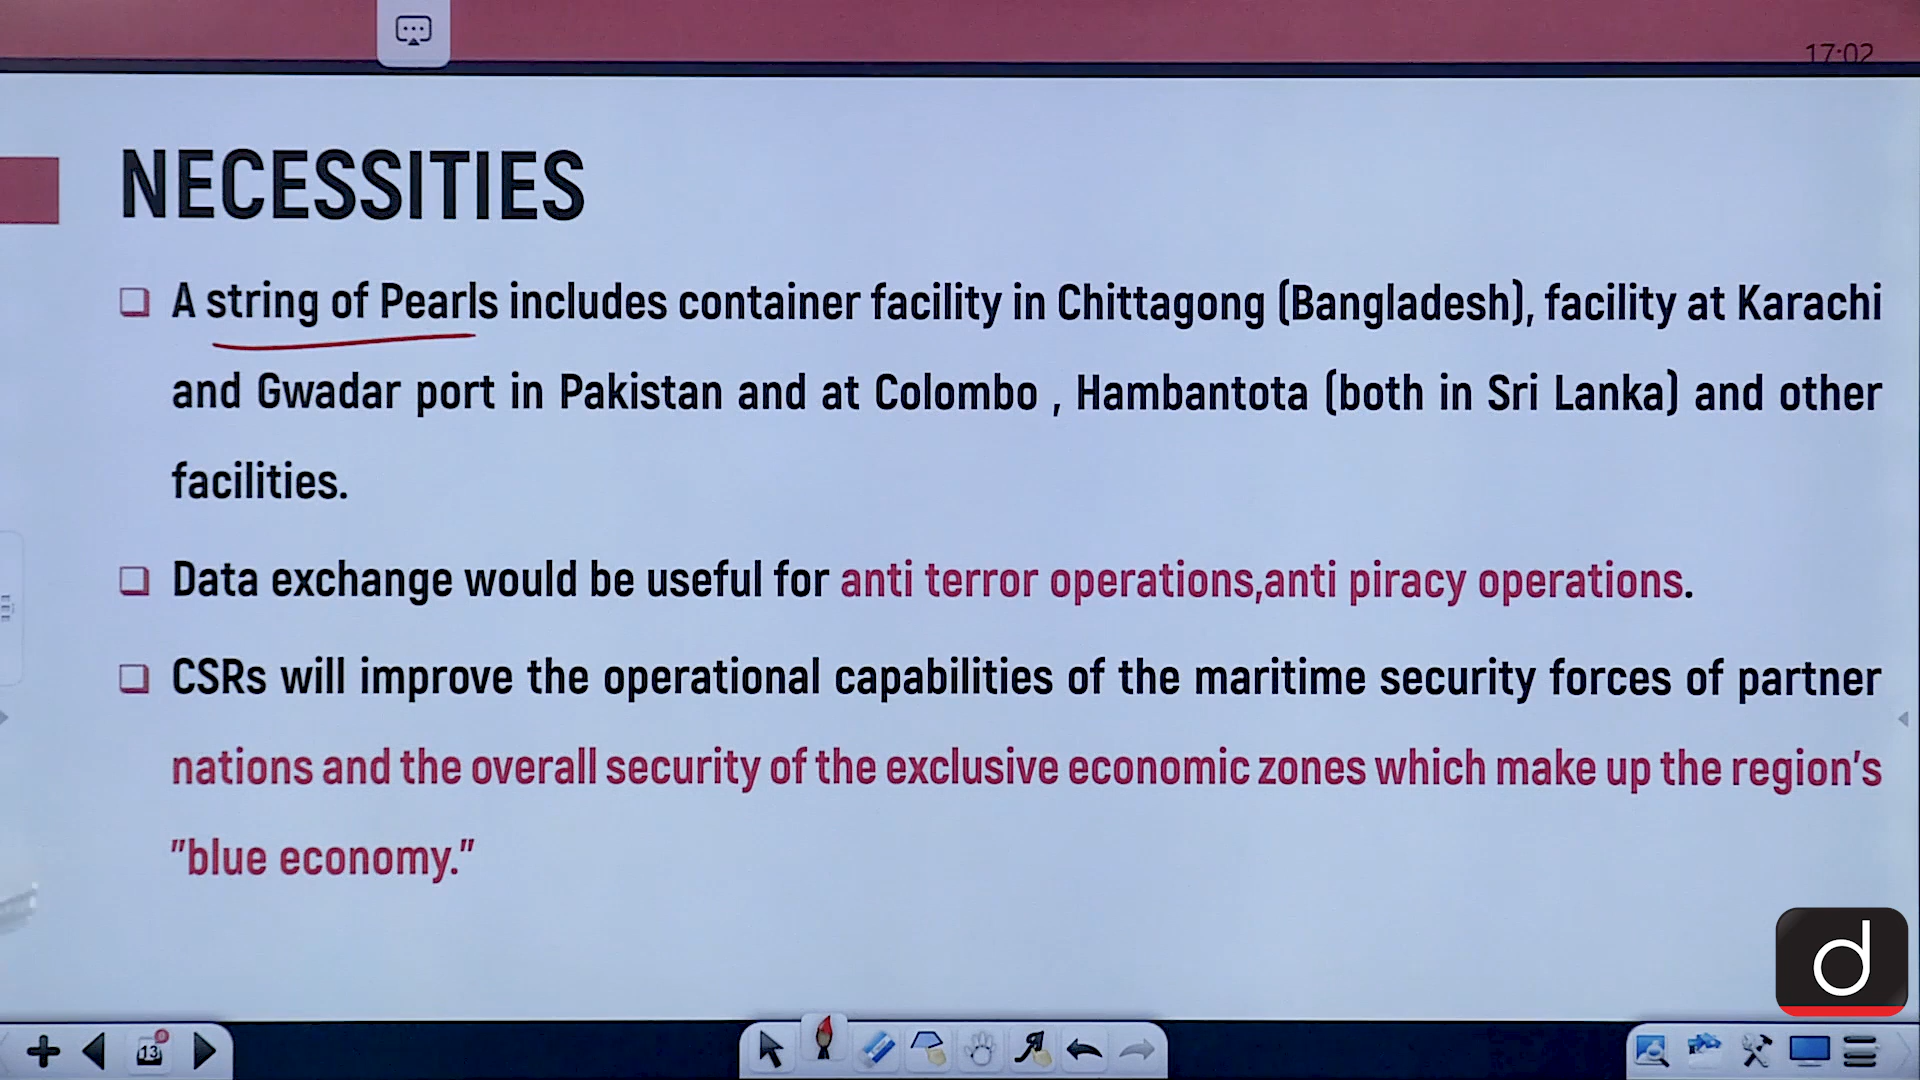 17:02
NECESSITIES
A string of Pearls includes container facility in Chittagong (Bangladesh), facility at Karachi
and Gwadar port in Pakistan and at Colombo , Hambantota (both in Sri Lanka) and other
facilities.
Data exchange would be useful for anti terror operations,anti piracy operations.
CSRs will improve the operational capabilities of the maritime security forces of partner
nations and the overall security of the exclusive economic zones which make up the region's
"blue economy."
d
13